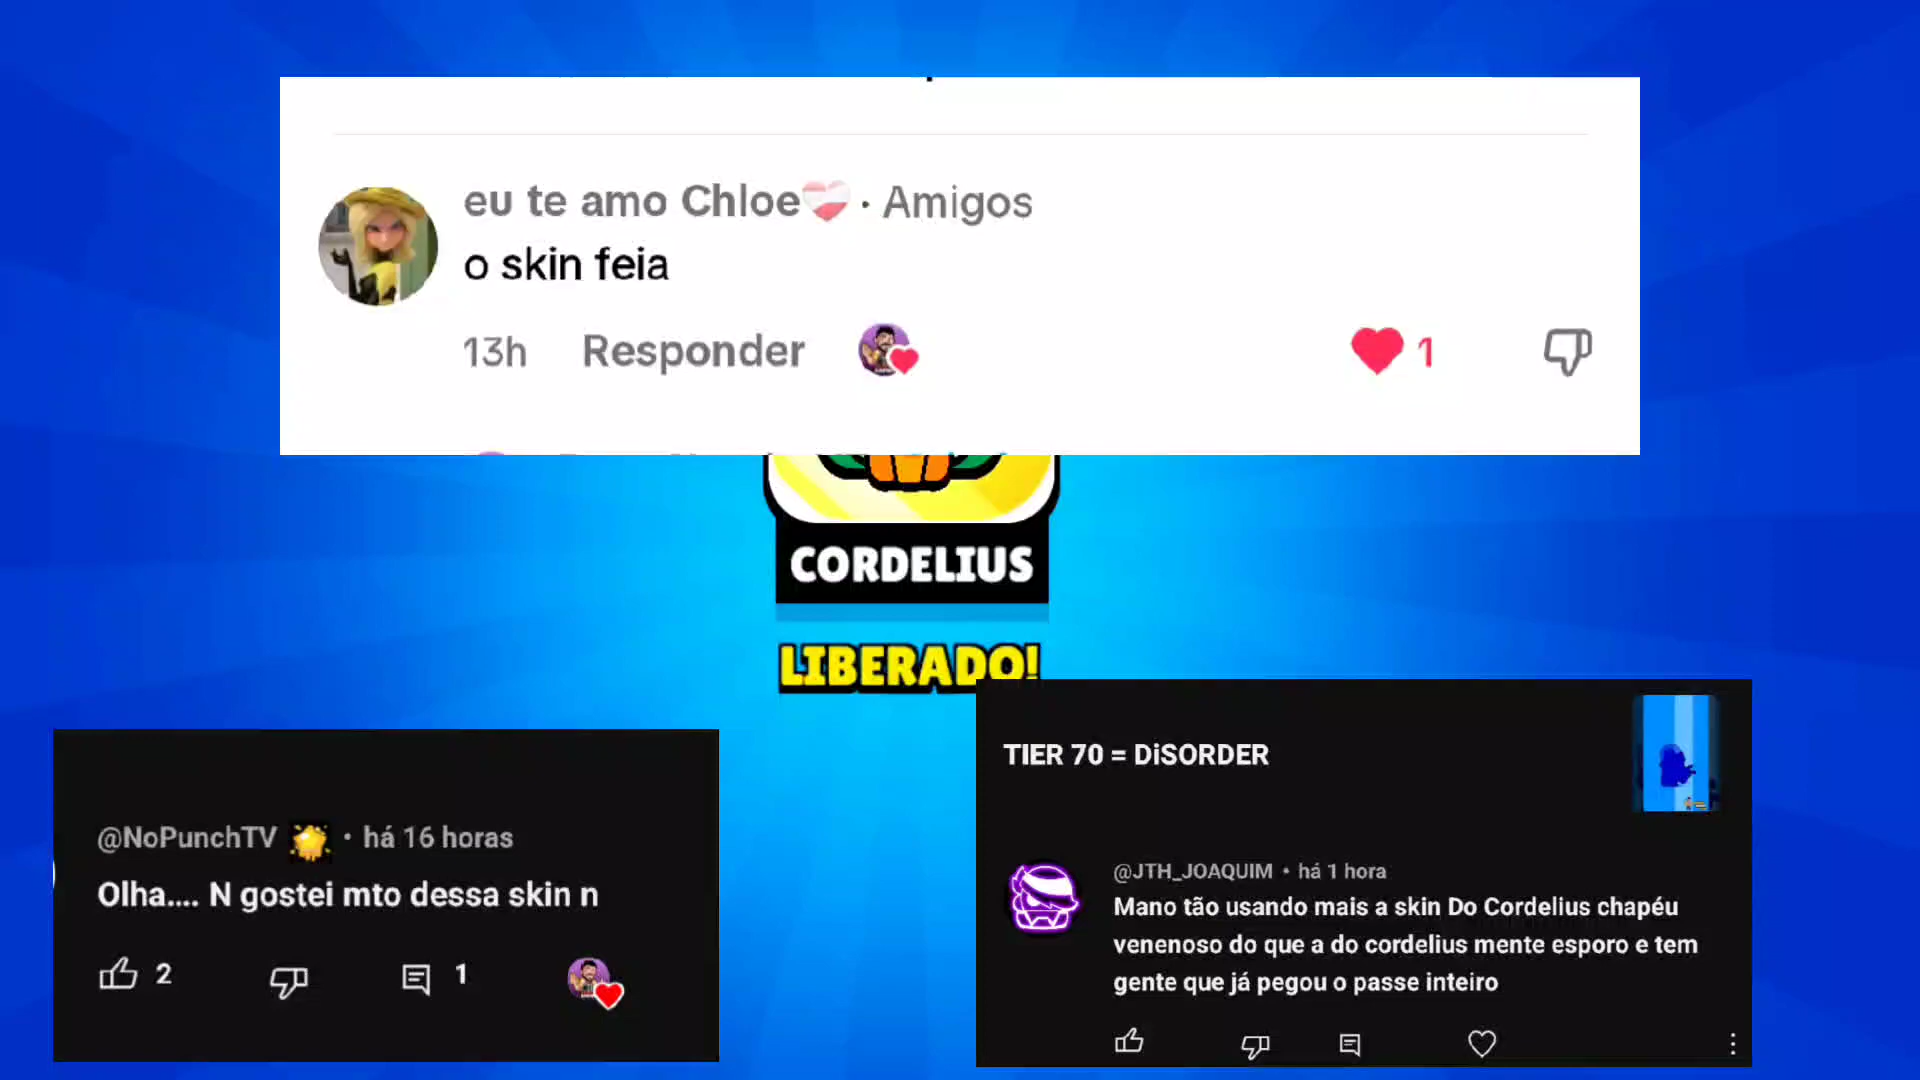 eu te amo Chloe❤️‍🩹 · Amigos
o skin feia
13h Responder 1
CORDELIUS
LIBERADO!
@NoPunchTV · há 16 horas
Olha.... N gostei mto dessa skin n
2 1
TIER 70 = DiSORDER
@JTH_JOAQUIM · há 1 hora
Mano tão usando mais a skin Do Cordelius chapéu
venenoso do que a do cordelius mente esporo e tem
gente que já pegou o passe inteiro